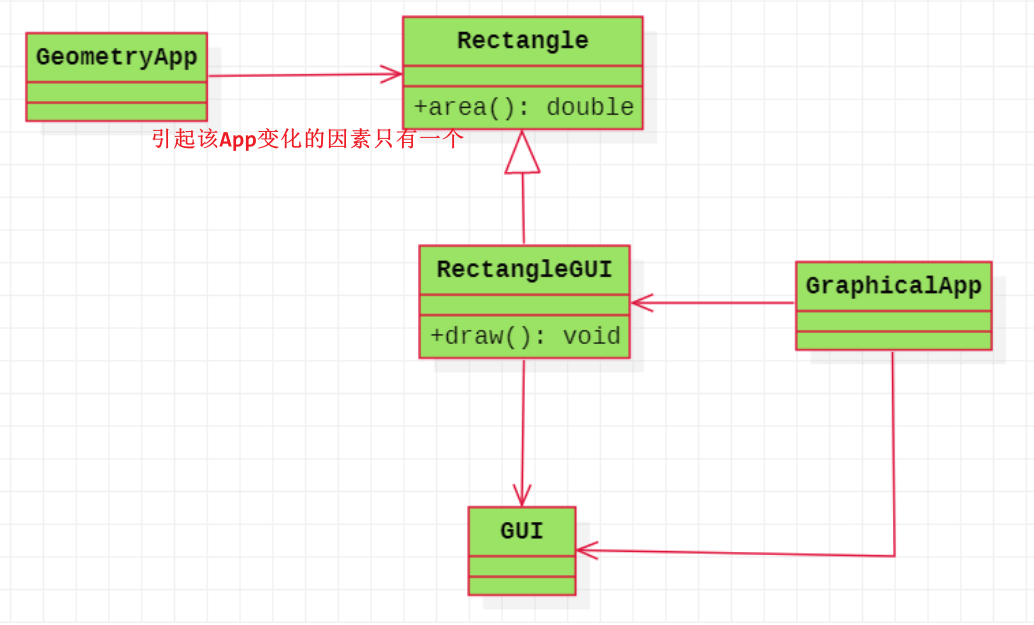 GeometryApp
Rectangle
+area(): double
引起该App变化的因素只有一个
RectangleGUI
+draw(): void
GraphicalApp
GUI